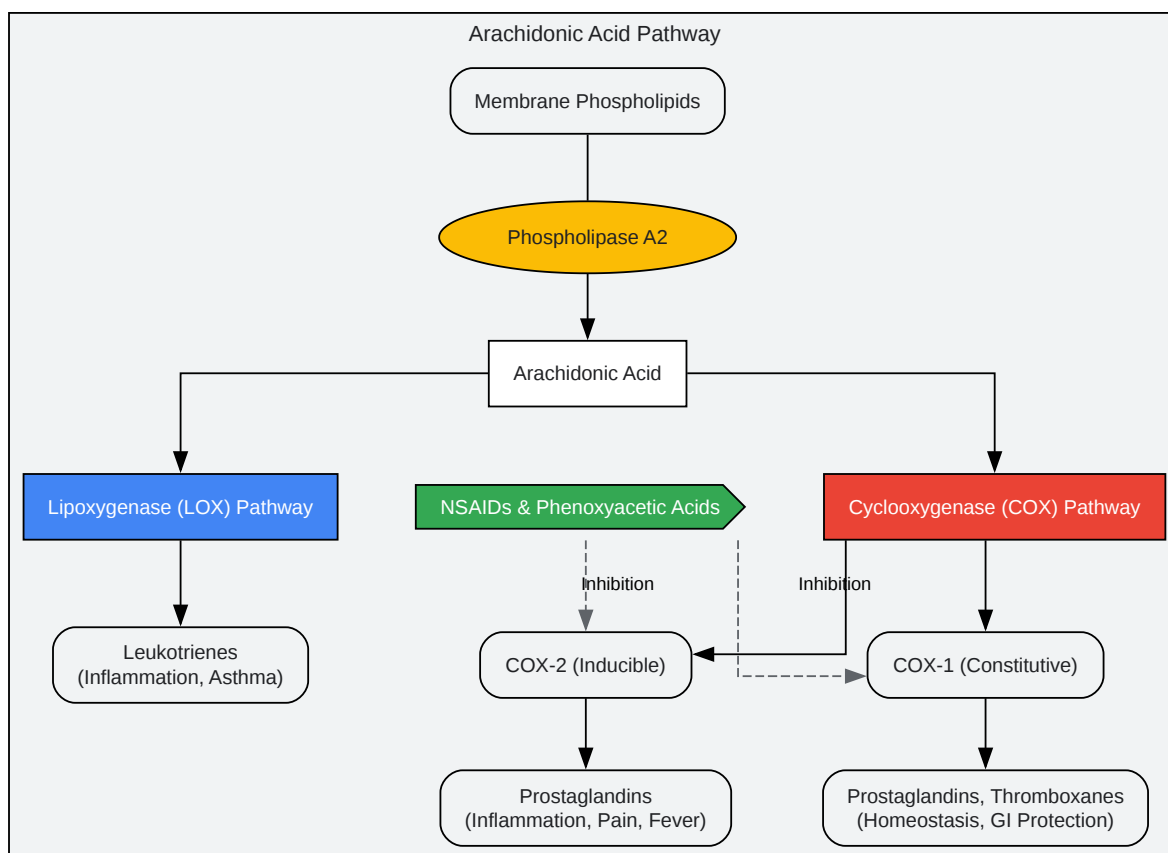 Arachidonic Acid Pathway
Membrane Phospholipids
Phospholipase A2
Arachidonic Acid
Lipoxygenase (LOX) Pathway
NSAIDs & Phenoxyacetic Acids
Cyclooxygenase (COX) Pathway
Inhibition
Inhibition
Leukotrienes
(Inflammation, Asthma)
COX-2 (Inducible)
COX-1 (Constitutive)
Prostaglandins
(Inflammation, Pain, Fever)
Prostaglandins, Thromboxanes
(Homeostasis, GI Protection)